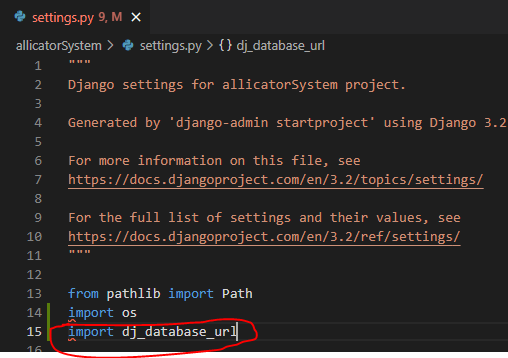 settings.py 9, M
allicatorSystem > settings.py > {} dj_database_url
1 """
2 Django settings for allicatorSystem project.
3
4 Generated by 'django-admin startproject' using Django 3.2
5
6 For more information on this file, see
7 https://docs.djangoproject.com/en/3.2/topics/settings/
8
9 For the full list of settings and their values, see
10 https://docs.djangoproject.com/en/3.2/ref/settings/
11 """
12
13 from pathlib import Path
14 import os
15 import dj_database_url
16